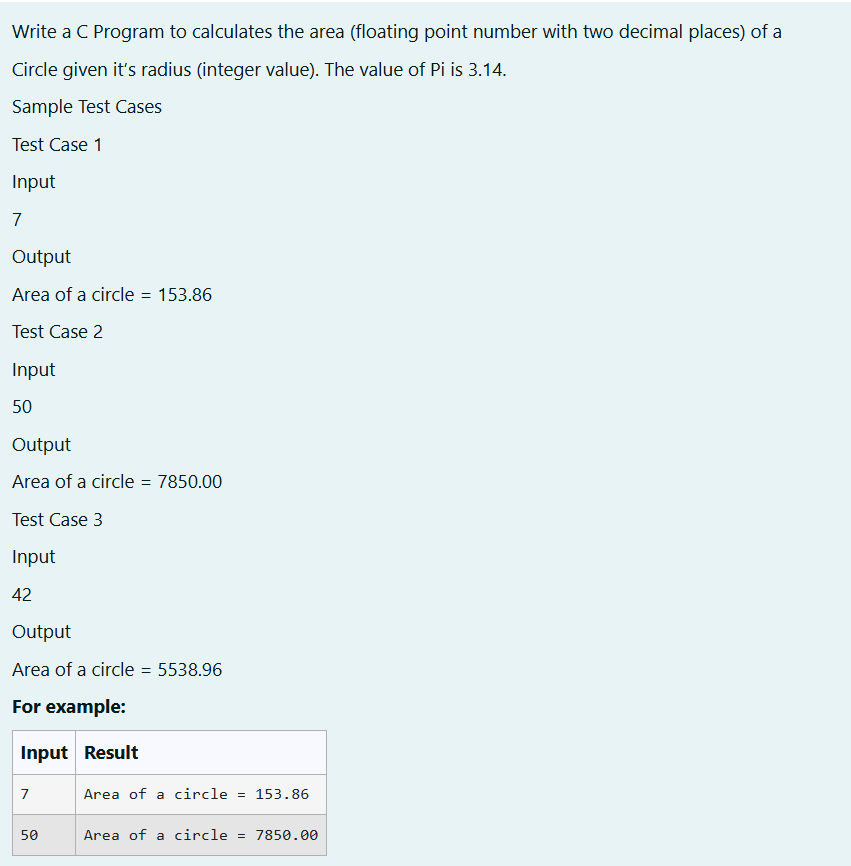 Write a C Program to calculates the area (floating point number with two decimal places) of a
Circle given it's radius (integer value). The value of Pi is 3.14.
Sample Test Cases
Test Case 1
Input
7
Output
Area of a circle = 153.86
Test Case 2
Input
50
Output
Area of a circle = 7850.00
Test Case 3
Input
42
Output
Area of a circle = 5538.96
For example:
Input Result
7 Area of a circle = 153.86
50 Area of a circle = 7850.00